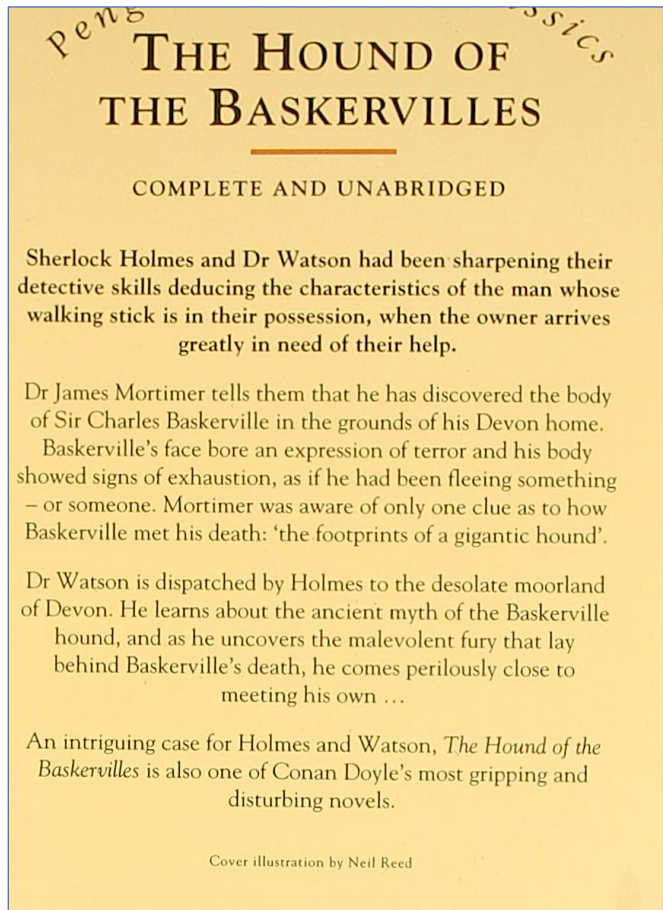 THE HOUND OF
THE BASKERVILLES
COMPLETE AND UNABRIDGED
Sherlock Holmes and Dr Watson had been sharpening their
detective skills deducing the characteristics of the man whose
walking stick is in their possession, when the owner arrives
greatly in need of their help.
Dr James Mortimer tells them that he has discovered the body
of Sir Charles Baskerville in the grounds of his Devon home.
Baskerville's face bore an expression of terror and his body
showed signs of exhaustion, as if he had been fleeing something
– or someone. Mortimer was aware of only one clue as to how
Baskerville met his death: 'the footprints of a gigantic hound'.
Dr Watson is dispatched by Holmes to the desolate moorland
of Devon. He learns about the ancient myth of the Baskerville
hound, and as he uncovers the malevolent fury that lay
behind Baskerville's death, he comes perilously close to
meeting his own ...
An intriguing case for Holmes and Watson, The Hound of the
Baskervilles is also one of Conan Doyle's most gripping and
disturbing novels.
Cover illustration by Neil Reed